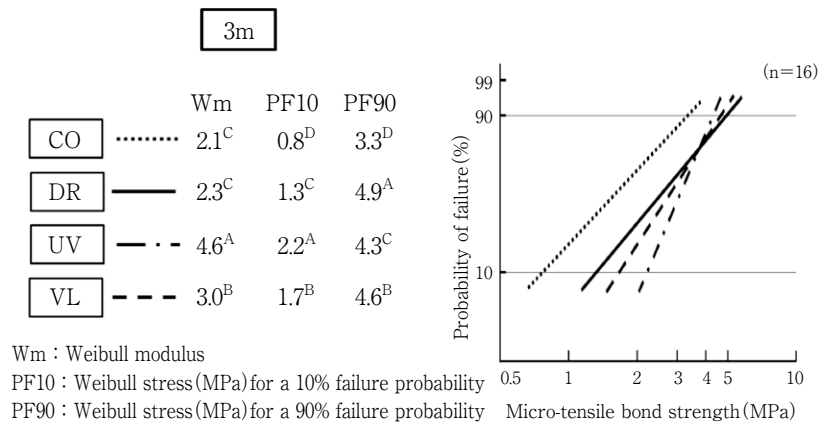 3m
Wm PF10 PF90
CO 2.1C 0.8D 3.3D
DR 2.3C 1.3C 4.9A
UV 4.6A 2.2A 4.3C
VL 3.0B 1.7B 4.6B
Wm：Weibull modulus
PF10：Weibull stress(MPa)for a 10% failure probability
PF90：Weibull stress(MPa)for a 90% failure probability
(n=16)
Probability of failure(%)
99
90
10
0.5 1 2 3 4 5 10
Micro-tensile bond strength(MPa)